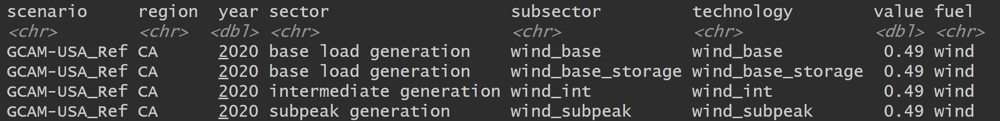 scenario region year sector subsector technology value fuel
<chr> <chr> <dbl> <chr> <chr> <chr> <dbl> <chr>
GCAM-USA_Ref CA 2020 base load generation wind_base wind_base 0.49 wind
GCAM-USA_Ref CA 2020 base load generation wind_base_storage wind_base_storage 0.49 wind
GCAM-USA_Ref CA 2020 intermediate generation wind_int wind_int 0.49 wind
GCAM-USA_Ref CA 2020 subpeak generation wind_subpeak wind_subpeak 0.49 wind